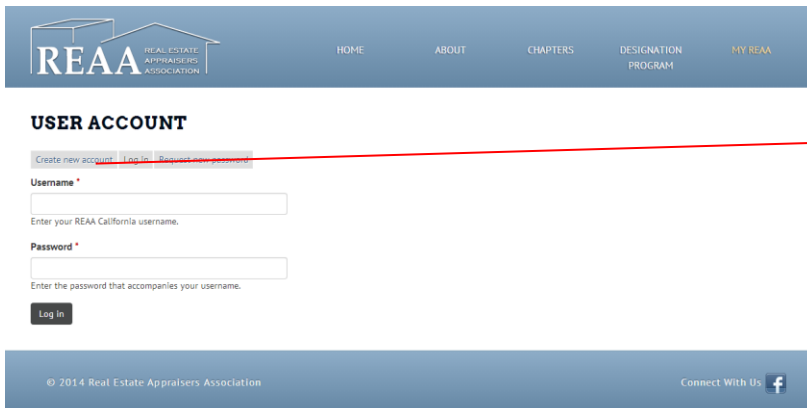 REAA REAL ESTATE APPRAISERS ASSOCIATION
HOME ABOUT CHAPTERS DESIGNATION PROGRAM MY REAA
USER ACCOUNT
Create new account Log in Request new password
Username *
Enter your REAA California username.
Password *
Enter the password that accompanies your username.
Log in
© 2014 Real Estate Appraisers Association Connect With Us f